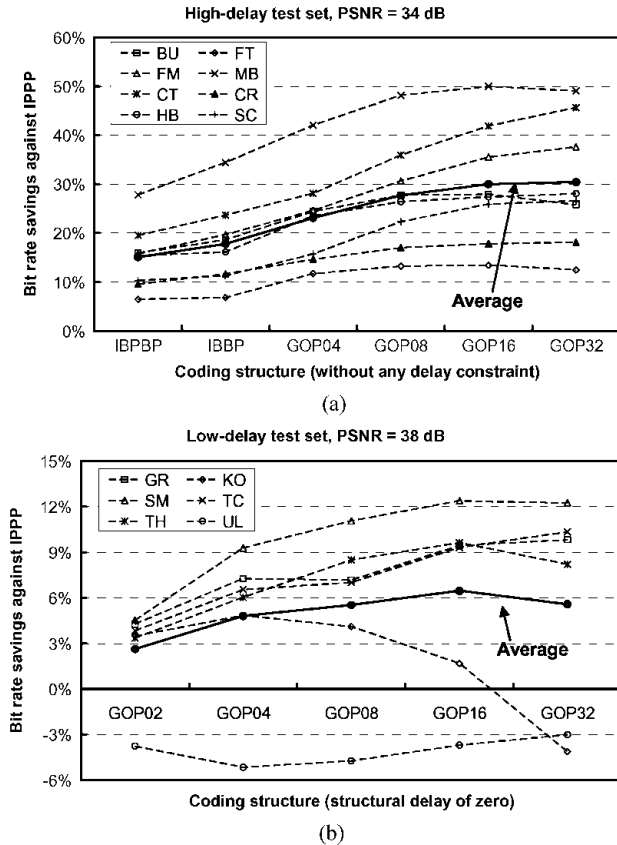 High-delay test set, PSNR = 34 dB
60%
50%
40%
30%
20%
10%
0%
Bit rate savings against IPPP
BU FT
FM MB
CT CR
HB SC
Average
IBPBP IBBP GOP04 GOP08 GOP16 GOP32
Coding structure (without any delay constraint)
(a)
Low-delay test set, PSNR = 38 dB
15%
12%
9%
6%
3%
0%
-3%
-6%
Bit rate savings against IPPP
GR KO
SM TC
TH UL
Average
GOP02 GOP04 GOP08 GOP16 GOP32
Coding structure (structural delay of zero)
(b)